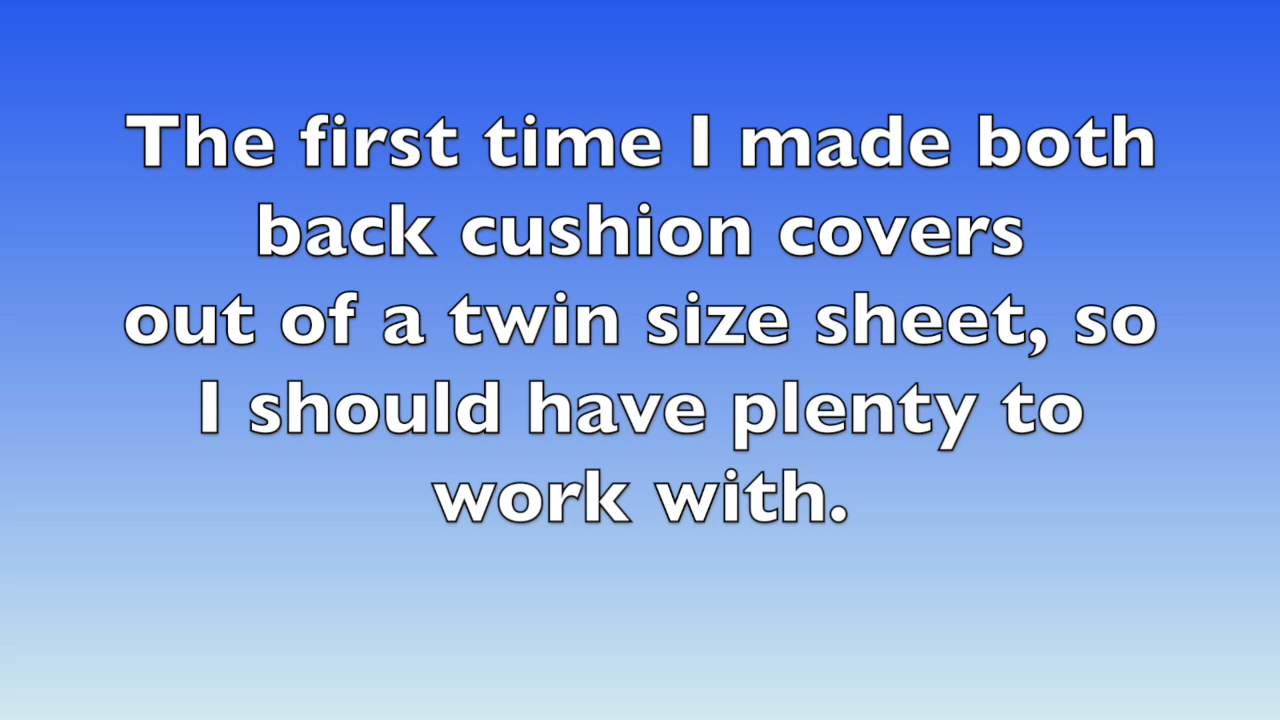 The first time I made both
back cushion covers
out of a twin size sheet, so
I should have plenty to
work with.